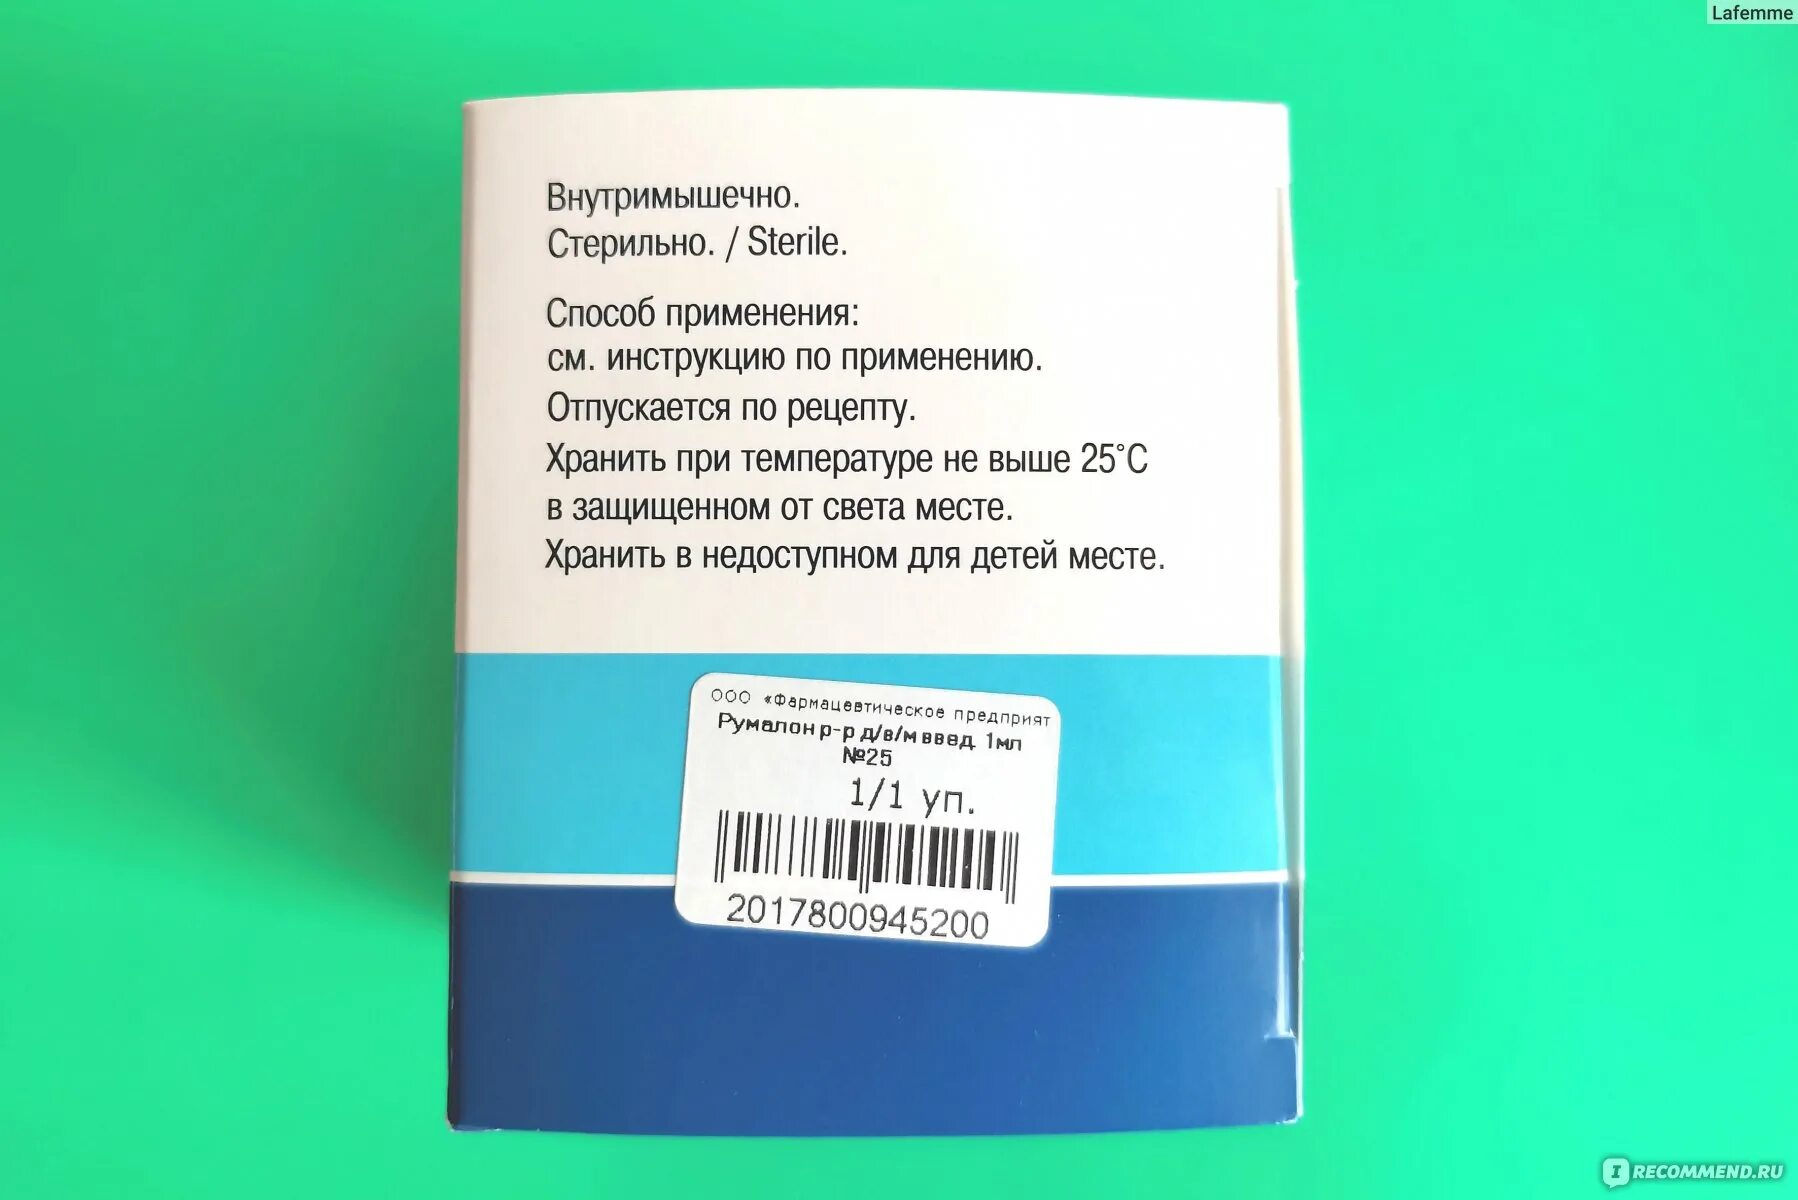 Lafemme
Внутримышечно.
Стерильно. / Sterile.
Способ применения:
см. инструкцию по применению.
Отпускается по рецепту.
Хранить при температуре не выше 25°C
в защищенном от света месте.
Хранить в недоступном для детей месте.
ООО «Фармацевтическое предприят
Румалон р-р д/в/м введ. 1мл
№25
1/1 уп.
2017800945200
IRECOMMEND.RU